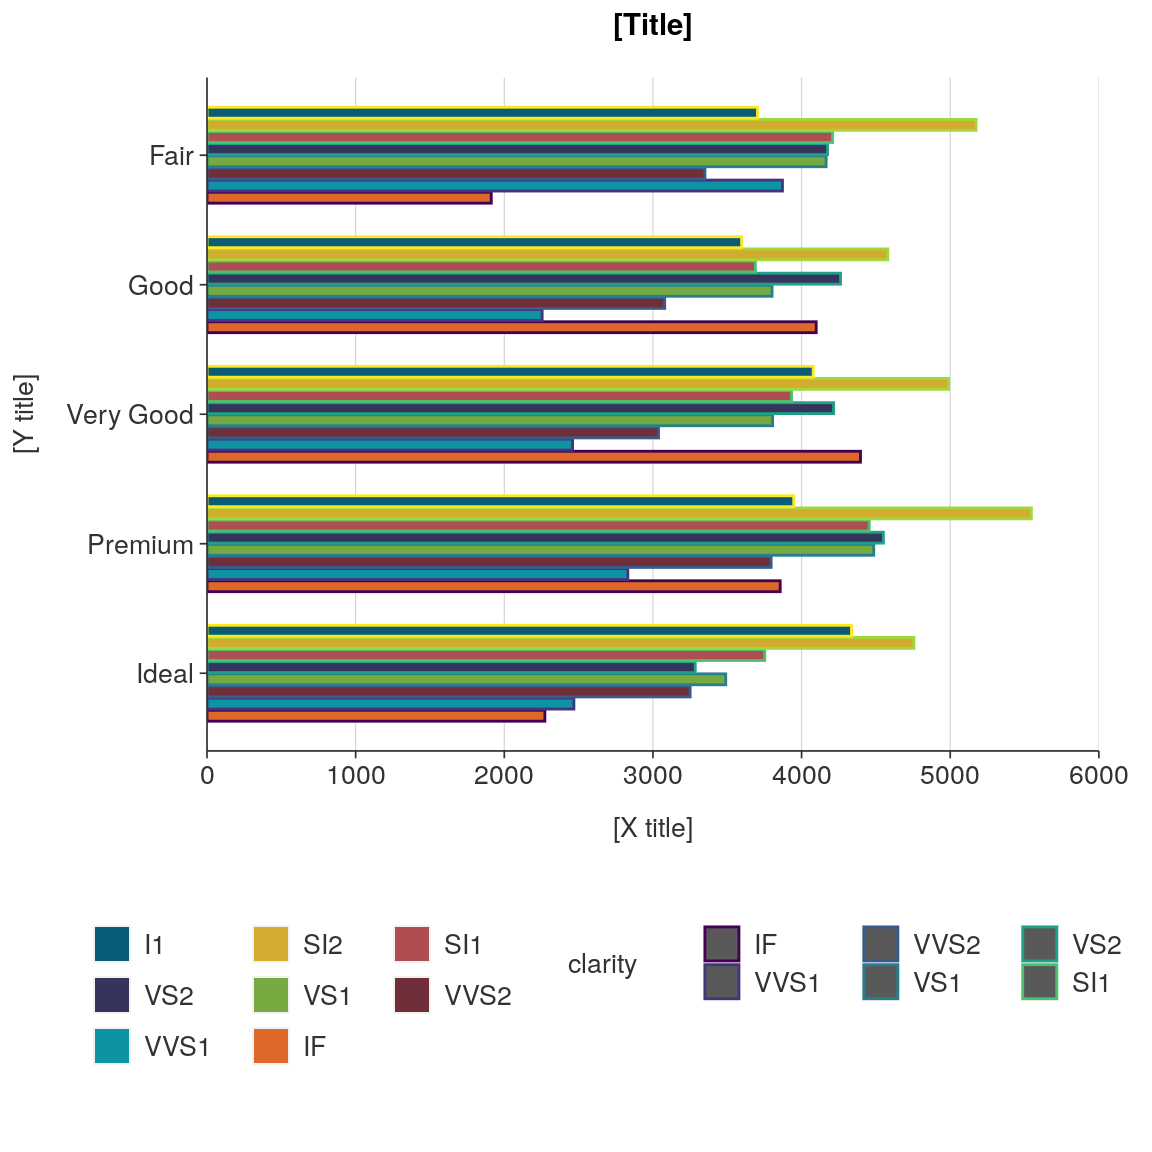 [Title]
Fair
Good
Very Good
Premium
Ideal
[Y title]
0 1000 2000 3000 4000 5000 6000
[X title]
I1 SI2 SI1
VS2 VS1 VVS2
VVS1 IF
clarity
IF VVS2 VS2
VVS1 VS1 SI1